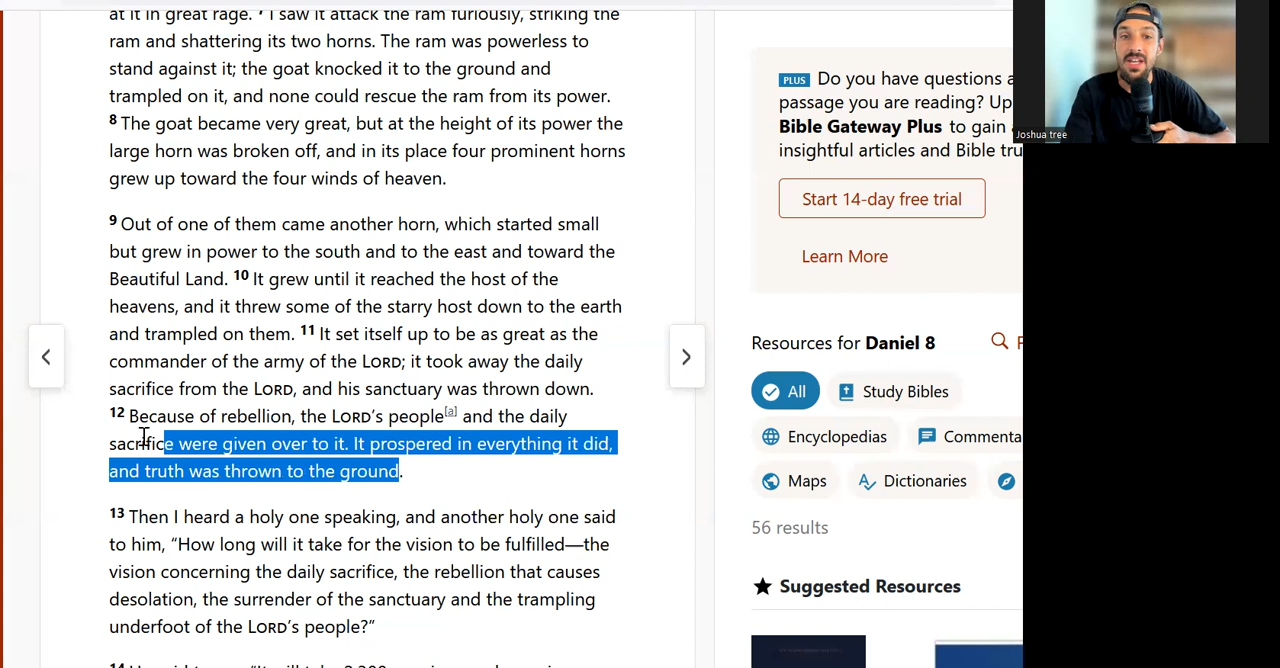 at it in great rage. 7 I saw it attack the ram furiously, striking the
ram and shattering its two horns. The ram was powerless to
stand against it; the goat knocked it to the ground and
trampled on it, and none could rescue the ram from its power.
8 The goat became very great, but at the height of its power the
large horn was broken off, and in its place four prominent horns
grew up toward the four winds of heaven.
9 Out of one of them came another horn, which started small
but grew in power to the south and to the east and toward the
Beautiful Land. 10 It grew until it reached the host of the
heavens, and it threw some of the starry host down to the earth
and trampled on them. 11 It set itself up to be as great as the
commander of the army of the LORD; it took away the daily
sacrifice from the LORD, and his sanctuary was thrown down.
12 Because of rebellion, the LORD's people[a] and the daily
sacrifice were given over to it. It prospered in everything it did,
and truth was thrown to the ground.
13 Then I heard a holy one speaking, and another holy one said
to him, “How long will it take for the vision to be fulfilled—the
vision concerning the daily sacrifice, the rebellion that causes
desolation, the surrender of the sanctuary and the trampling
underfoot of the LORD's people?”
PLUS Do you have questions a
passage you are reading? Up
Bible Gateway Plus to gain
insightful articles and Bible tru
Start 14-day free trial
Learn More
Resources for Daniel 8
F
All
Study Bibles
Encyclopedias
Commenta
Maps
Dictionaries
56 results
Suggested Resources
Joshua tree